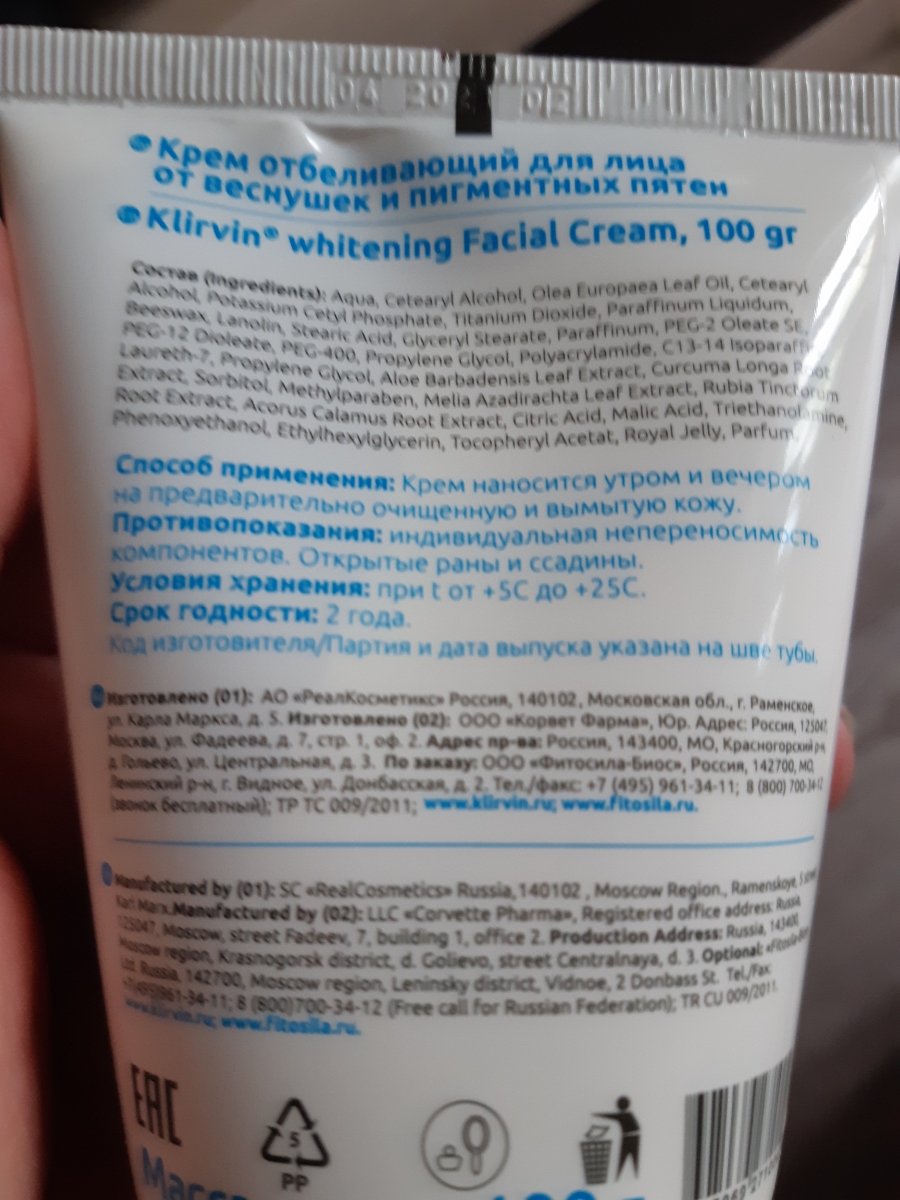 04 20 02
Крем отбеливающий для лица
от веснушек и пигментных пятен
Klirvin® whitening Facial Cream, 100 gr
Состав (Ingredients): Aqua, Cetearyl Alcohol, Olea Europaea Leaf Oil, Cetearyl
Alcohol, Potassium Cetyl Phosphate, Titanium Dioxide, Paraffinum Liquidum,
Beeswax, Lanolin, Stearic Acid, Glyceryl Stearate, Paraffinum, PEG-2 Oleate SE,
PEG-12 Dioleate, PEG-400, Propylene Glycol, Polyacrylamide, C13-14 Isoparaff
Laureth-7, Propylene Glycol, Aloe Barbadensis Leaf Extract, Curcuma Longa Root
Extract, Sorbitol, Methylparaben, Melia Azadirachta Leaf Extract, Rubia Tinctorum
Root Extract, Acorus Calamus Root Extract, Citric Acid, Malic Acid, Triethanolamine,
Phenoxyethanol, Ethylhexylglycerin, Tocopheryl Acetat, Royal Jelly, Parfum.
Способ применения: Крем наносится утром и вечером
на предварительно очищенную и вымытую кожу.
Противопоказания: индивидуальная непереносимость
компонентов. Открытые раны и ссадины.
Условия хранения: при t от +5С до +25С.
Срок годности: 2 года.
Код изготовителя/Партия и дата выпуска указана на шве тубы.
Изготовлено (01): АО «РеалКосметикс» Россия, 140102, Московская обл., г. Раменское,
ул. Карла Маркса, д. 5. Изготовлено (02): ООО «Корвет Фарма», Юр. Адрес: Россия, 125047,
Москва, ул. Фадеева, д. 7, стр. 1, оф. 2. Адрес пр-ва: Россия, 143400, МО, Красногорский р-н,
д. Гольево, ул. Центральная, д. 3. По заказу: ООО «Фитосила-Биос», Россия, 142700, МО,
Ленинский р-н, г. Видное, ул. Донбасская, д. 2. Тел./факс: +7 (495) 961-34-11; 8 (800) 700-34-12
(звонок бесплатный); ТР ТС 009/2011; www.klirvin.ru; www.fitosila.ru.
Manufactured by (01): SC «RealCosmetics» Russia,140102 , Moscow Region., Ramenskoye, 5 street
Karl Marx.Manufactured by (02): LLC «Corvette Pharma», Registered office address: Russia,
125047, Moscow, street Fadeev, 7, building 1, office 2. Production Address: Russia, 143400,
Moscow region, Krasnogorsk district, d. Golievo, street Centralnaya, d. 3. Optional:
Ltd. Russia, 142700, Moscow region, Leninsky district, Vidnoe, 2 Donbass St. Tel./Fax:
+7(495)961-34-11; 8 (800)700-34-12 (Free call for Russian Federation); TR CU 009/2011.
www.klirvin.ru; www.fitosila.ru.
EAC
5
PP